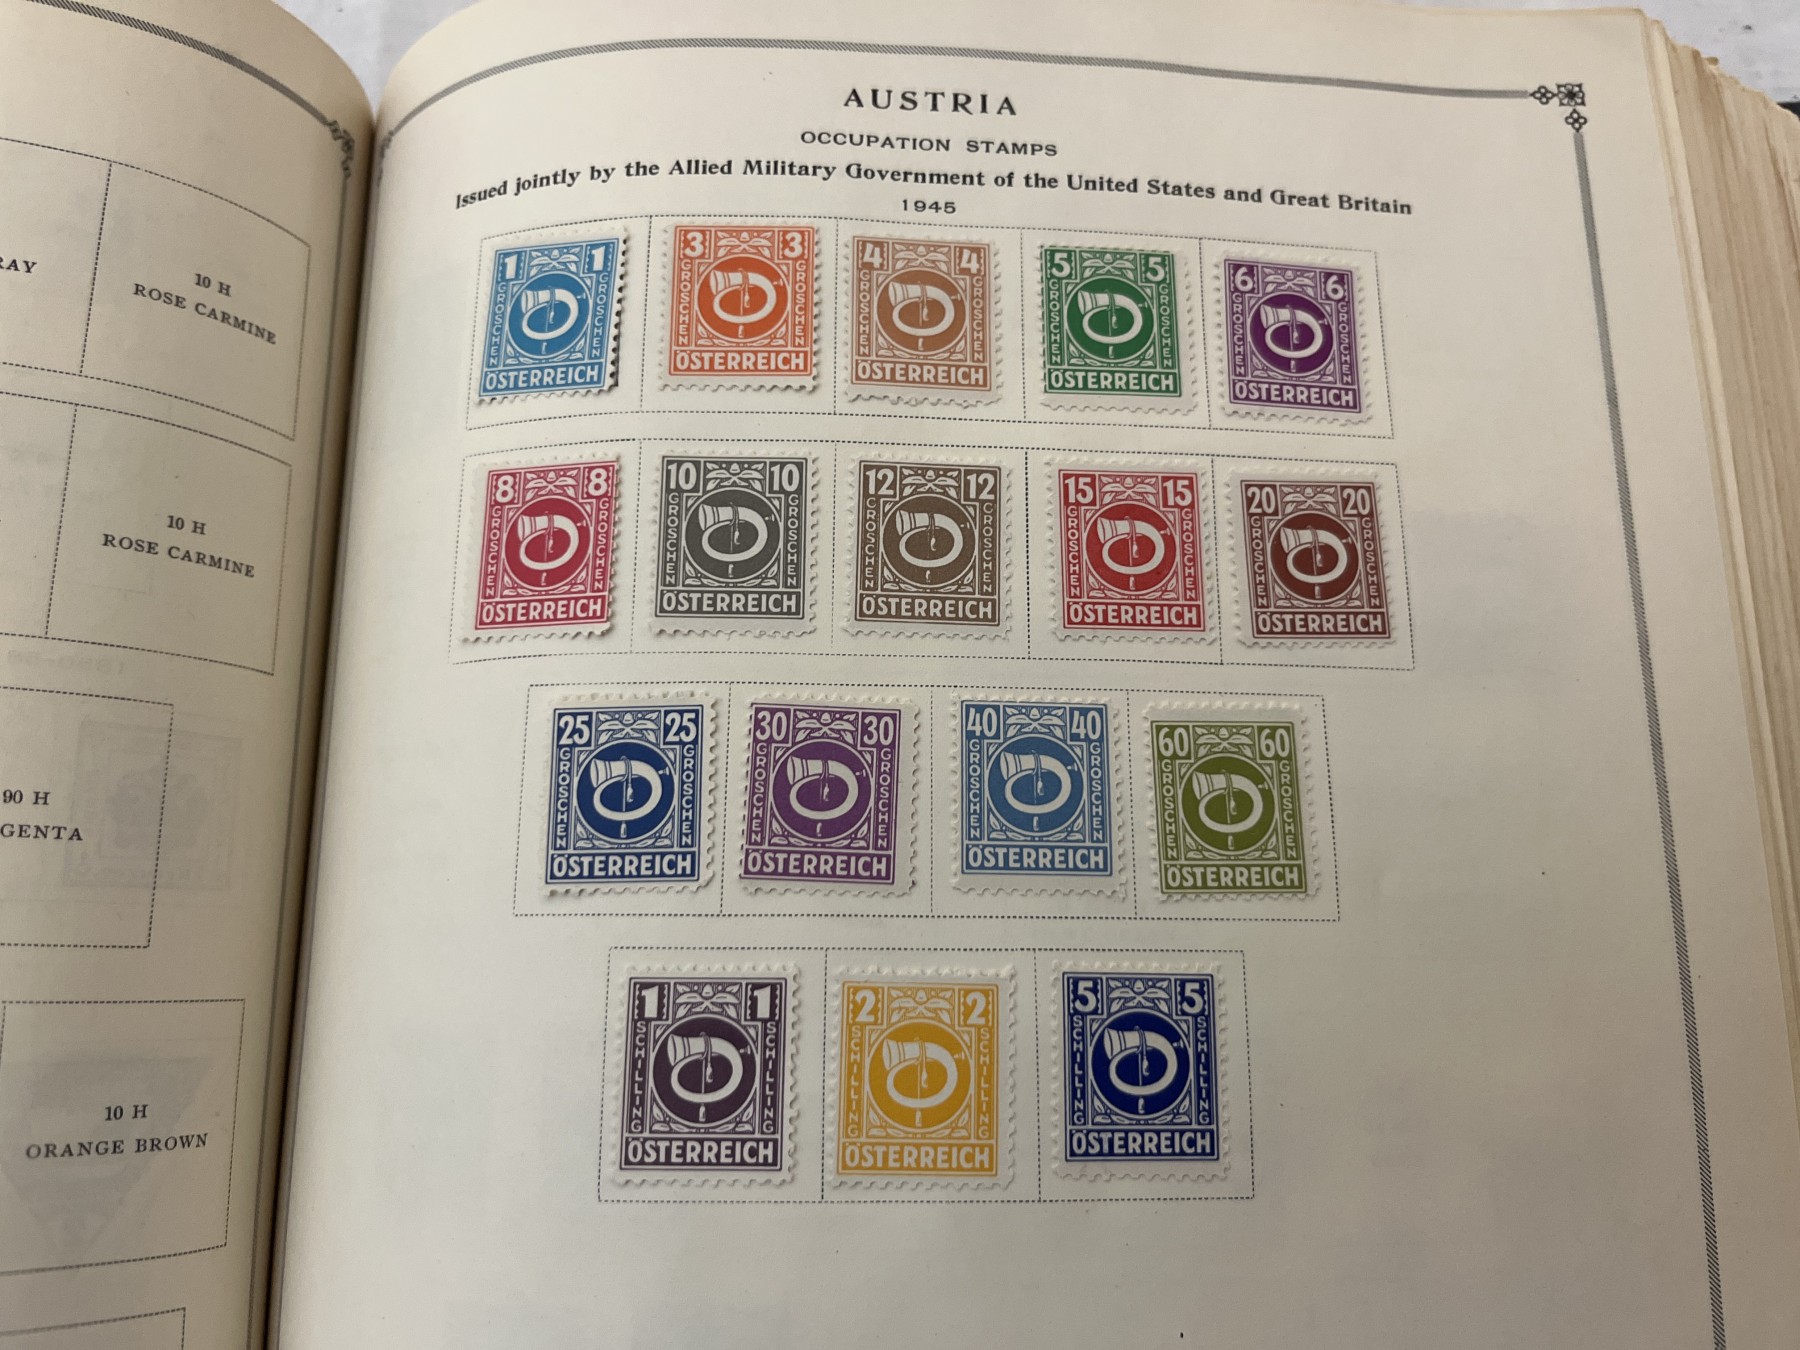 RAY
10 H
ROSE CARMINE
10 H
ROSE CARMINE
90 H
GENTA
10 H
ORANGE BROWN
AUSTRIA
OCCUPATION STAMPS
Issued jointly by the Allied Military Government of the United States and Great Britain
1945
1 1
GROSCHEN GROSCHEN
ÖSTERREICH
3 3
GROSCHEN GROSCHEN
ÖSTERREICH
4 4
GROSCHEN GROSCHEN
ÖSTERREICH
5 5
GROSCHEN GROSCHEN
ÖSTERREICH
6 6
GROSCHEN GROSCHEN
ÖSTERREICH
8 8
GROSCHEN GROSCHEN
ÖSTERREICH
10 10
GROSCHEN GROSCHEN
ÖSTERREICH
12 12
GROSCHEN GROSCHEN
ÖSTERREICH
15 15
GROSCHEN GROSCHEN
ÖSTERREICH
20 20
GROSCHEN GROSCHEN
ÖSTERREICH
25 25
GROSCHEN GROSCHEN
ÖSTERREICH
30 30
GROSCHEN GROSCHEN
ÖSTERREICH
40 40
GROSCHEN GROSCHEN
ÖSTERREICH
60 60
GROSCHEN GROSCHEN
ÖSTERREICH
1 1
SCHILLING SCHILLING
ÖSTERREICH
2 2
SCHILLING SCHILLING
ÖSTERREICH
5 5
SCHILLING SCHILLING
ÖSTERREICH